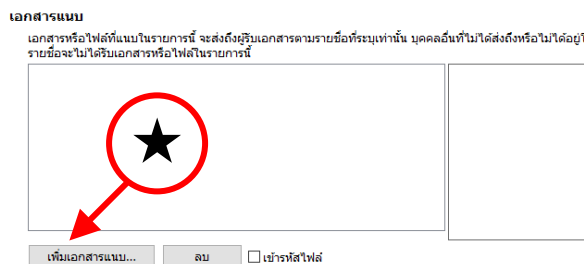 เอกสารแนบ
เอกสารหรือไฟล์ที่แนบในรายการนี้ จะส่งถึงผู้รับเอกสารตามรายชื่อที่ระบุเท่านั้น บุคคลอื่นที่ไม่ได้ส่งถึงหรือไม่ได้อยู่ใ
รายชื่อจะไม่ได้รับเอกสารหรือไฟล์ในรายการนี้
เพิ่มเอกสารแนบ... ลบ เข้ารหัสไฟล์